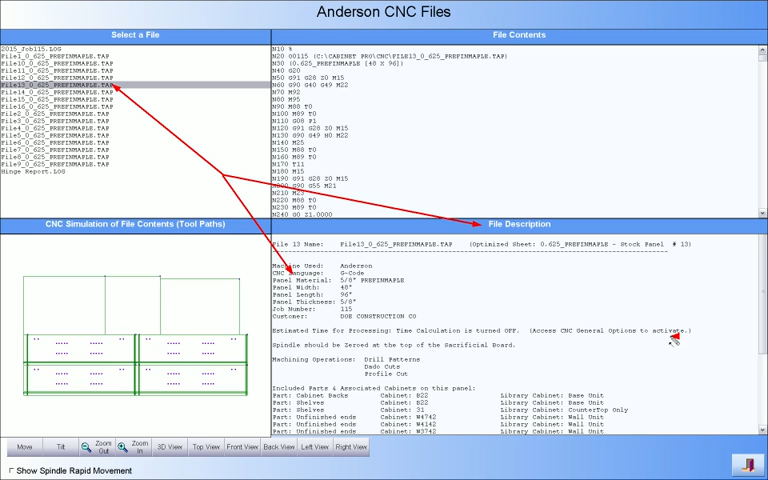 Anderson CNC Files
Select a File
2015_Job115.LOG
File1_0_625_PREFINMAPLE.TAP
File10_0_625_PREFINMAPLE.TAP
File11_0_625_PREFINMAPLE.TAP
File12_0_625_PREFINMAPLE.TAP
File13_0_625_PREFINMAPLE.TAP
File14_0_625_PREFINMAPLE.TAP
File15_0_625_PREFINMAPLE.TAP
File16_0_625_PREFINMAPLE.TAP
File2_0_625_PREFINMAPLE.TAP
File3_0_625_PREFINMAPLE.TAP
File4_0_625_PREFINMAPLE.TAP
File5_0_625_PREFINMAPLE.TAP
File6_0_625_PREFINMAPLE.TAP
File7_0_625_PREFINMAPLE.TAP
File8_0_625_PREFINMAPLE.TAP
File9_0_625_PREFINMAPLE.TAP
Hinge Report.LOG
File Contents
N10 %
N20 O0115 (C:\CABINET PRO\CNC\FILE13_0_625_PREFINMAPLE.TAP)
N30 (0.625_PREFINMAPLE [48 X 96])
N40 G20
N50 G91 G28 Z0 M15
N60 G90 G40 G49 M22
N70 M92
N80 M95
N90 M88 T0
N100 M89 T0
N110 G08 P1
N120 G91 G28 Z0 M15
N130 G90 G49 H0 M22
N140 M25
N150 M88 T0
N160 M89 T0
N170 T11
N180 M15
N190 G91 G28 Z0 M15
N200 G90 G55 M21
N210 M23
N220 M88 T0
N230 M89 T0
N240 G0 Z1.0000
CNC Simulation of File Contents (Tool Paths)
File Description
File 13 Name: File13_0_625_PREFINMAPLE.TAP (Optimized Sheet: 0.625_PREFINMAPLE - Stock Panel # 13)
Machine Used: Anderson
CNC Language: G-Code
Panel Material: 5/8" PREFINMAPLE
Panel Width: 48"
Panel Length: 96"
Panel Thickness: 5/8"
Job Number: 115
Customer: DOE CONSTRUCTION CO
Estimated Time for Processing: Time Calculation is turned OFF. (Access CNC General Options to activate.)
Spindle should be Zeroed at the top of the Sacrificial Board.
Machining Operations: Drill Patterns
Dado Cuts
Profile Cut
Included Parts & Associated Cabinets on this panel:
Part: Cabinet Backs Cabinet: B22 Library Cabinet: Base Unit
Part: Shelves Cabinet: B22 Library Cabinet: Base Unit
Part: Shelves Cabinet: 31 Library Cabinet: CounterTop Only
Part: Unfinished ends Cabinet: W4742 Library Cabinet: Wall Unit
Part: Unfinished ends Cabinet: W4142 Library Cabinet: Wall Unit
Part: Unfinished ends Cabinet: W3742 Library Cabinet: Wall Unit
Move Tilt Zoom Out Zoom In 3D View Top View Front View Back View Left View Right View
Show Spindle Rapid Movement